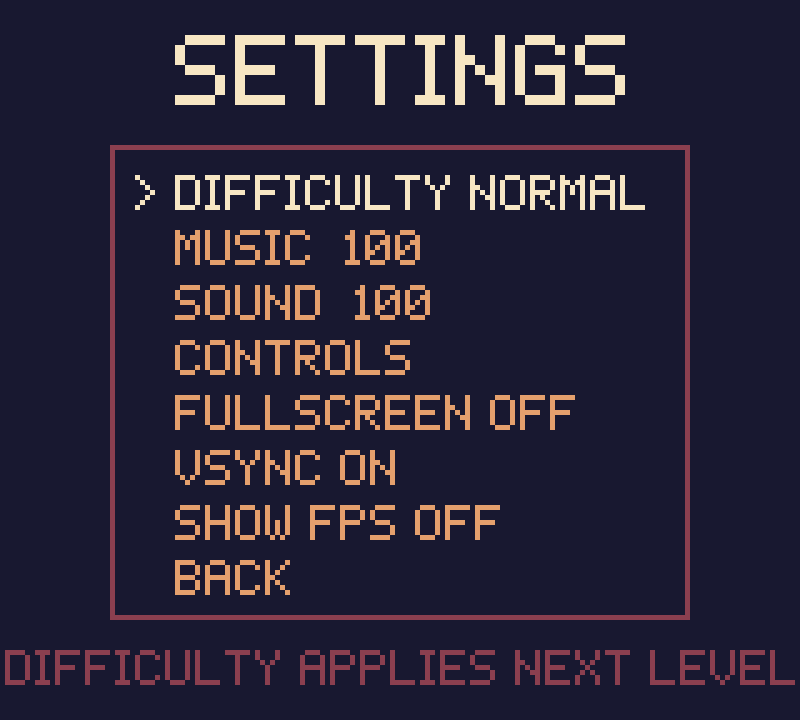 SETTINGS
> DIFFICULTY NORMAL
MUSIC 100
SOUND 100
CONTROLS
FULLSCREEN OFF
VSYNC ON
SHOW FPS OFF
BACK
DIFFICULTY APPLIES NEXT LEVEL